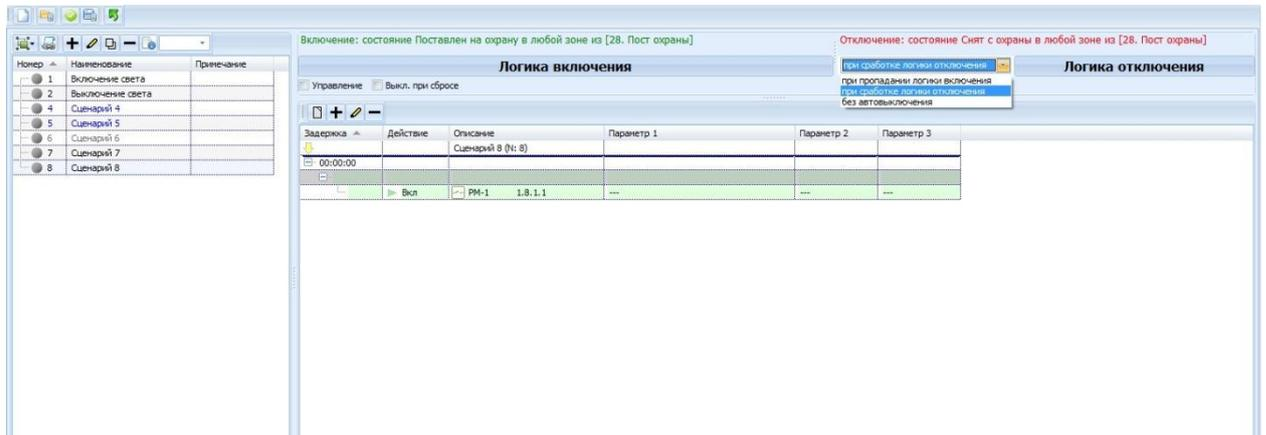 Включение: состояние Поставлен на охрану в любой зоне из [28. Пост охраны]
Отключение: состояние Снят с охраны в любой зоне из [28. Пост охраны]
Номер Наименование Примечание
1 Включение света
2 Выключение света
4 Сценарий 4
5 Сценарий 5
6 Сценарий 6
7 Сценарий 7
8 Сценарий 8
Логика включения
при сработке логики отключения
Логика отключения
при пропадании логики включения
при сработке логики отключения
без автовыключения
Управление Выкл. при сбросе
Задержка Действие Описание Параметр 1 Параметр 2 Параметр 3
Сценарий 8 (N: 8)
00:00:00
Вкл РМ-1 1.8.1.1 --- --- ---